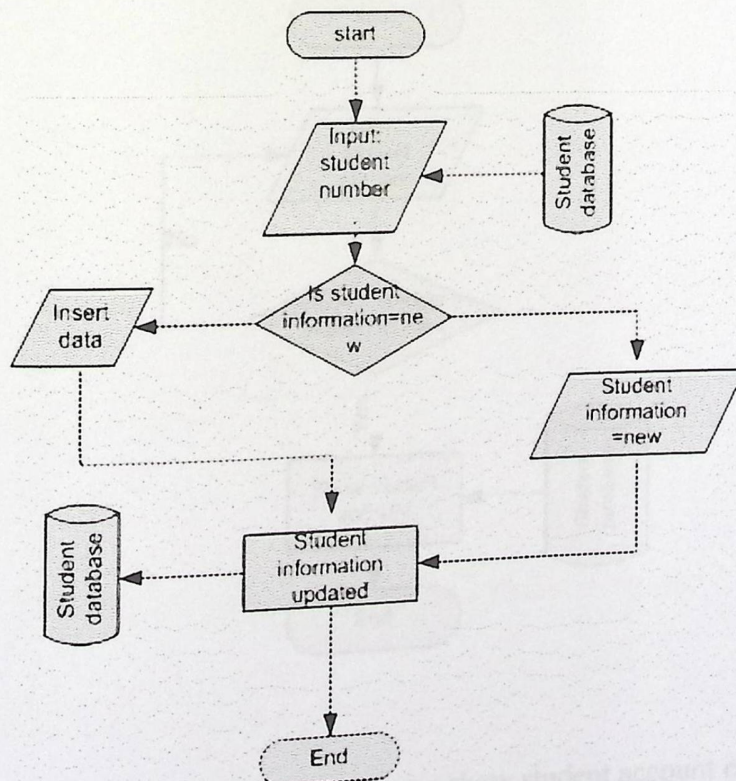 start
Input:
student
number
Student
database
Is student
information=ne
w
Insert
data
Student
information
=new
Student
information
updated
Student
database
End